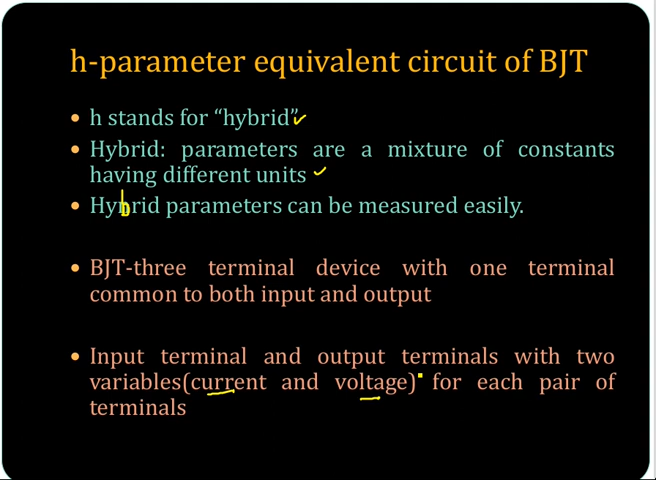 h-parameter equivalent circuit of BJT
• h stands for “hybrid”
• Hybrid: parameters are a mixture of constants
having different units
• Hybrid parameters can be measured easily.
• BJT-three terminal device with one terminal
common to both input and output
• Input terminal and output terminals with two
variables(current and voltage) for each pair of
terminals